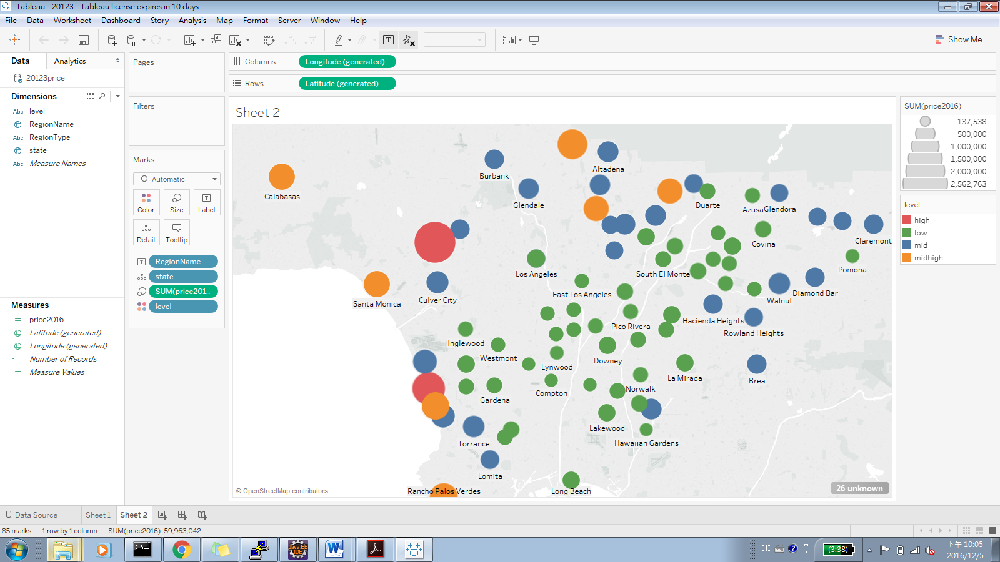 Tableau - 20123 - Tableau license expires in 10 days
File Data Worksheet Dashboard Story Analysis Map Format Server Window Help
Show Me
Data Analytics
20123price
Dimensions
Abc level
RegionName
Abc RegionType
state
Abc Measure Names
Measures
# price2016
Latitude (generated)
Longitude (generated)
=# Number of Records
# Measure Values
Pages
Filters
Marks
Automatic
Color Size Label
Detail Tooltip
RegionName
state
SUM(price201..
level
Columns Longitude (generated)
Rows Latitude (generated)
Sheet 2
Altadena
Burbank
Calabasas
Glendale
Duarte
Azusa
Glendora
Claremont
Covina
Pomona
Los Angeles
South El Monte
East Los Angeles
Diamond Bar
Walnut
Santa Monica
Culver City
Hacienda Heights
Pico Rivera
Rowland Heights
Inglewood
Westmont
Downey
Lynwood
La Mirada
Brea
Norwalk
Compton
Gardena
Lakewood
Hawaiian Gardens
Torrance
Lomita
Rancho Palos Verdes
Long Beach
© OpenStreetMap contributors
26 unknown
SUM(price2016)
137,538
500,000
1,000,000
1,500,000
2,000,000
2,562,763
level
high
low
mid
midhigh
Data Source Sheet 1 Sheet 2
85 marks 1 row by 1 column SUM(price2016): 59,963,042
Java EE
IDE
CH
(3:38)
下午 10:05
2016/12/5